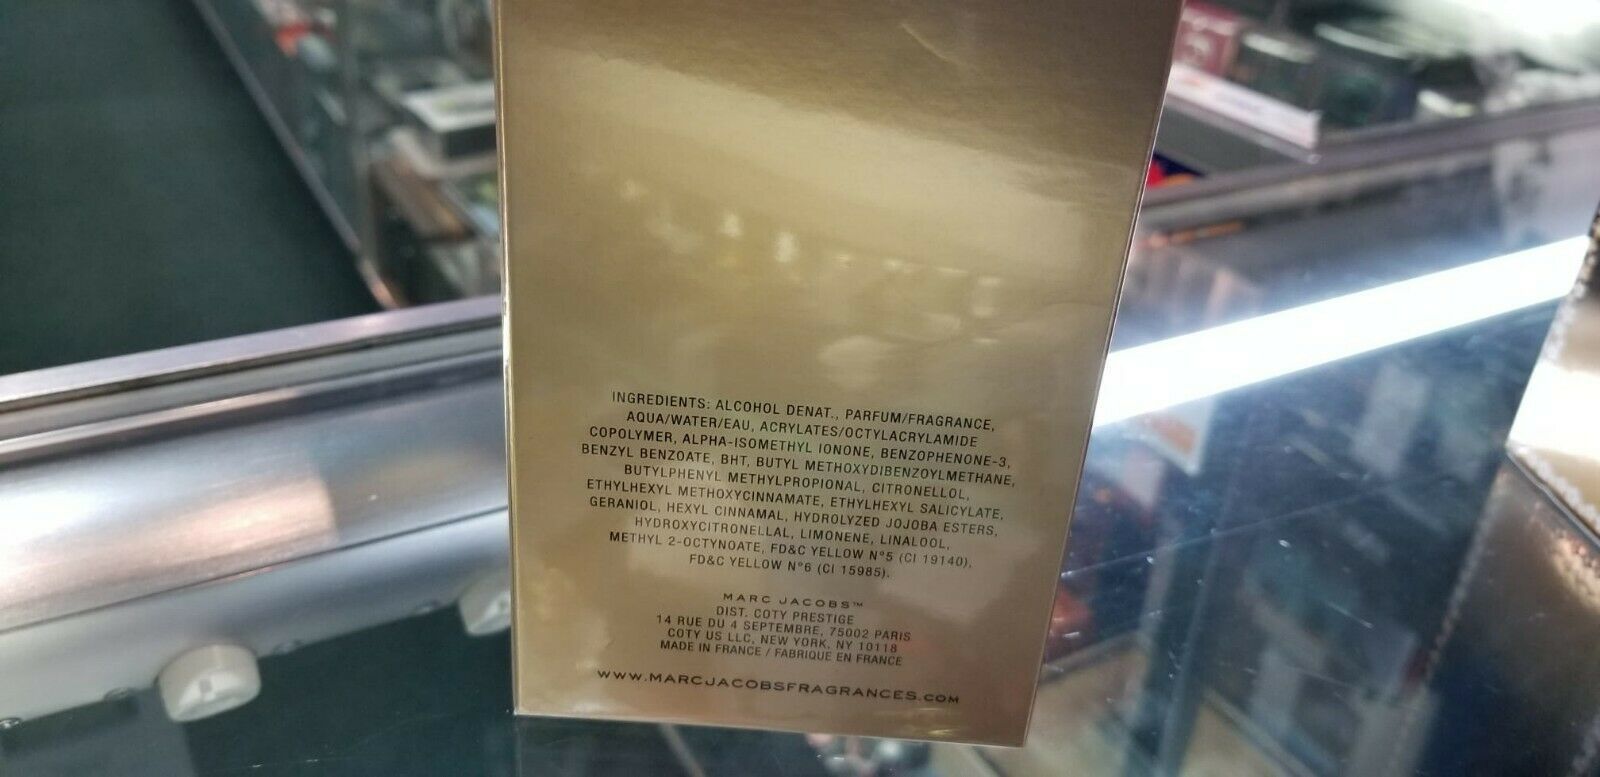 INGREDIENTS: ALCOHOL DENAT., PARFUM/FRAGRANCE,
AQUA/WATER/EAU, ACRYLATES/OCTYLACRYLAMIDE
COPOLYMER, ALPHA-ISOMETHYL IONONE, BENZOPHENONE-3,
BENZYL BENZOATE, BHT, BUTYL METHOXYDIBENZOYLMETHANE,
BUTYLPHENYL METHYLPROPIONAL, CITRONELLOL,
ETHYLHEXYL METHOXYCINNAMATE, ETHYLHEXYL SALICYLATE,
GERANIOL, HEXYL CINNAMAL, HYDROLYZED JOJOBA ESTERS,
HYDROXYCITRONELLAL, LIMONENE, LINALOOL,
METHYL 2-OCTYNOATE, FD&C YELLOW N°5 (CI 19140),
FD&C YELLOW N°6 (CI 15985).
MARC JACOBS™
DIST. COTY PRESTIGE
14 RUE DU 4 SEPTEMBRE, 75002 PARIS
COTY US LLC, NEW YORK, NY 10118
MADE IN FRANCE / FABRIQUE EN FRANCE
WWW.MARCJACOBSFRAGRANCES.COM